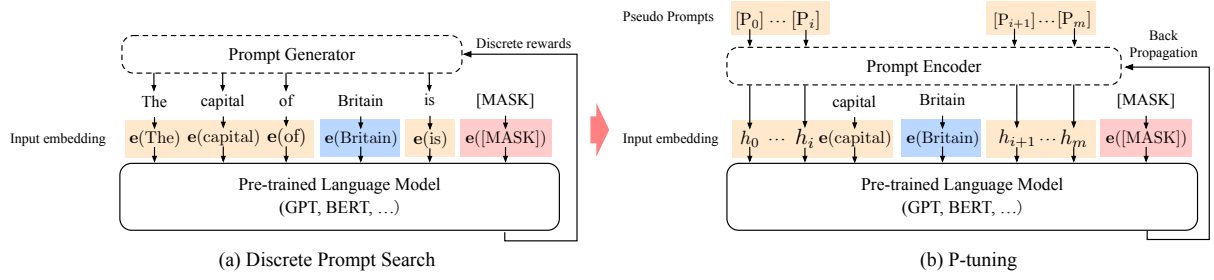 Prompt Generator
Discrete rewards
The capital of Britain is [MASK]
Input embedding e(The) e(capital) e(of) e(Britain) e(is) e([MASK])
Pre-trained Language Model
(GPT, BERT, …)
(a) Discrete Prompt Search
Pseudo Prompts [P₀] … [Pᵢ] [Pᵢ₊₁] … [Pₘ]
Back
Propagation
Prompt Encoder
capital Britain [MASK]
Input embedding h₀ … hᵢ e(capital) e(Britain) hᵢ₊₁ … hₘ e([MASK])
Pre-trained Language Model
(GPT, BERT, …)
(b) P-tuning